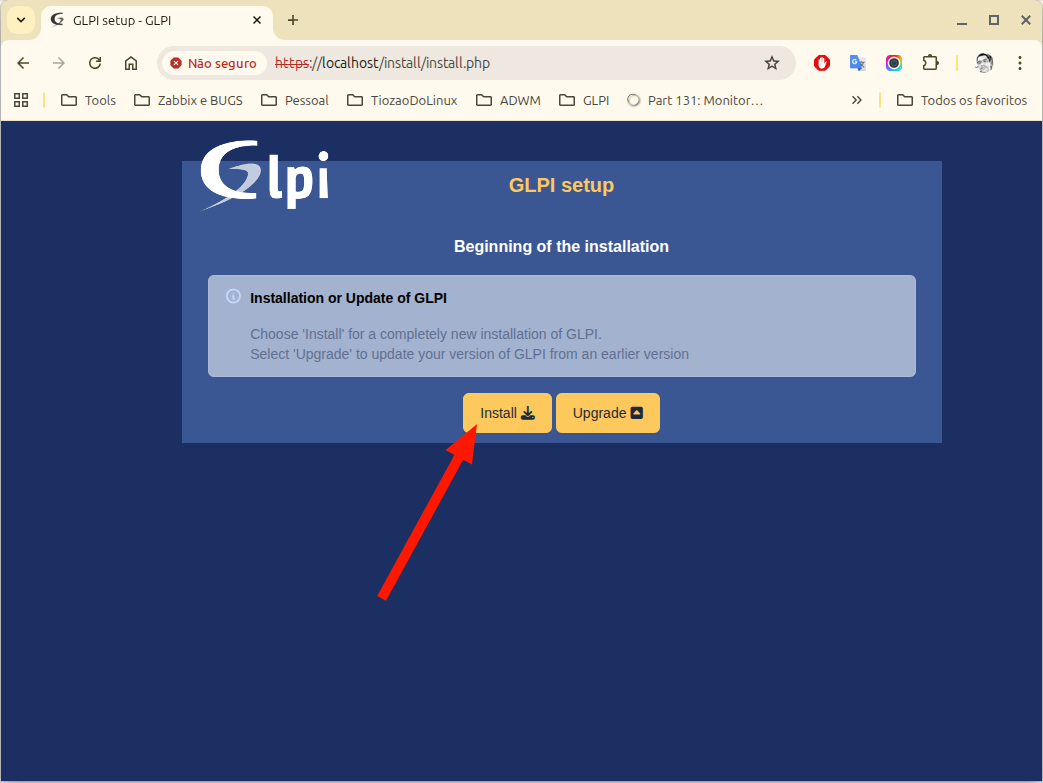 GLPI setup - GLPI
Não seguro https://localhost/install/install.php
Tools Zabbix e BUGS Pessoal TiozaoDoLinux ADWM GLPI Part 131: Monitor… Todos os favoritos
Glpi
GLPI setup
Beginning of the installation
Installation or Update of GLPI
Choose 'Install' for a completely new installation of GLPI.
Select 'Upgrade' to update your version of GLPI from an earlier version
Install Upgrade